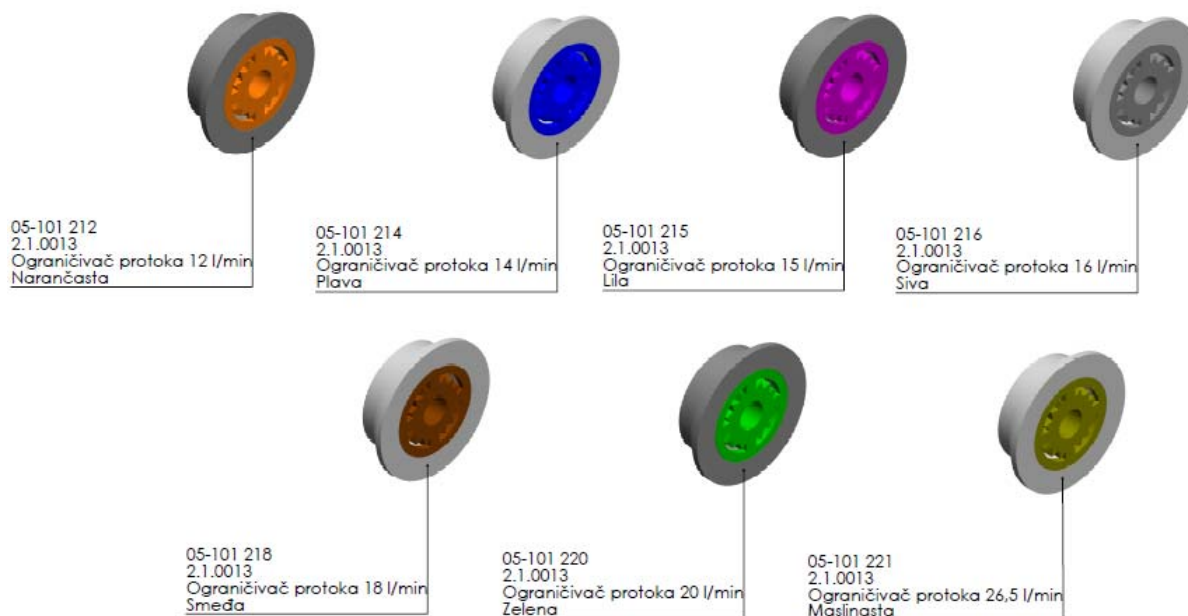 05-101 212
2.1.0013
Ograničivač protoka 12 l/min
Narančasta
05-101 214
2.1.0013
Ograničivač protoka 14 l/min
Plava
05-101 215
2.1.0013
Ograničivač protoka 15 l/min
Lila
05-101 216
2.1.0013
Ograničivač protoka 16 l/min
Siva
05-101 218
2.1.0013
Ograničivač protoka 18 l/min
Smeđa
05-101 220
2.1.0013
Ograničivač protoka 20 l/min
Zelena
05-101 221
2.1.0013
Ograničivač protoka 26,5 l/min
Maslinasta